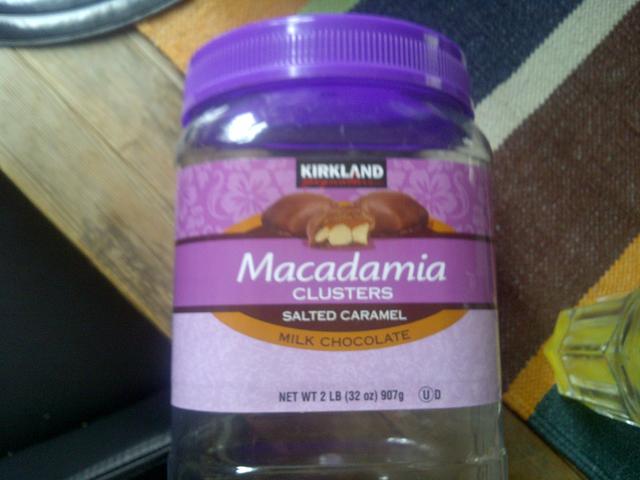 KIRKLAND
Macadamia
CLUSTERS
SALTED CARAMEL
MILK CHOCOLATE
NET WT 2 LB (32 oz) 907g Ⓤ D